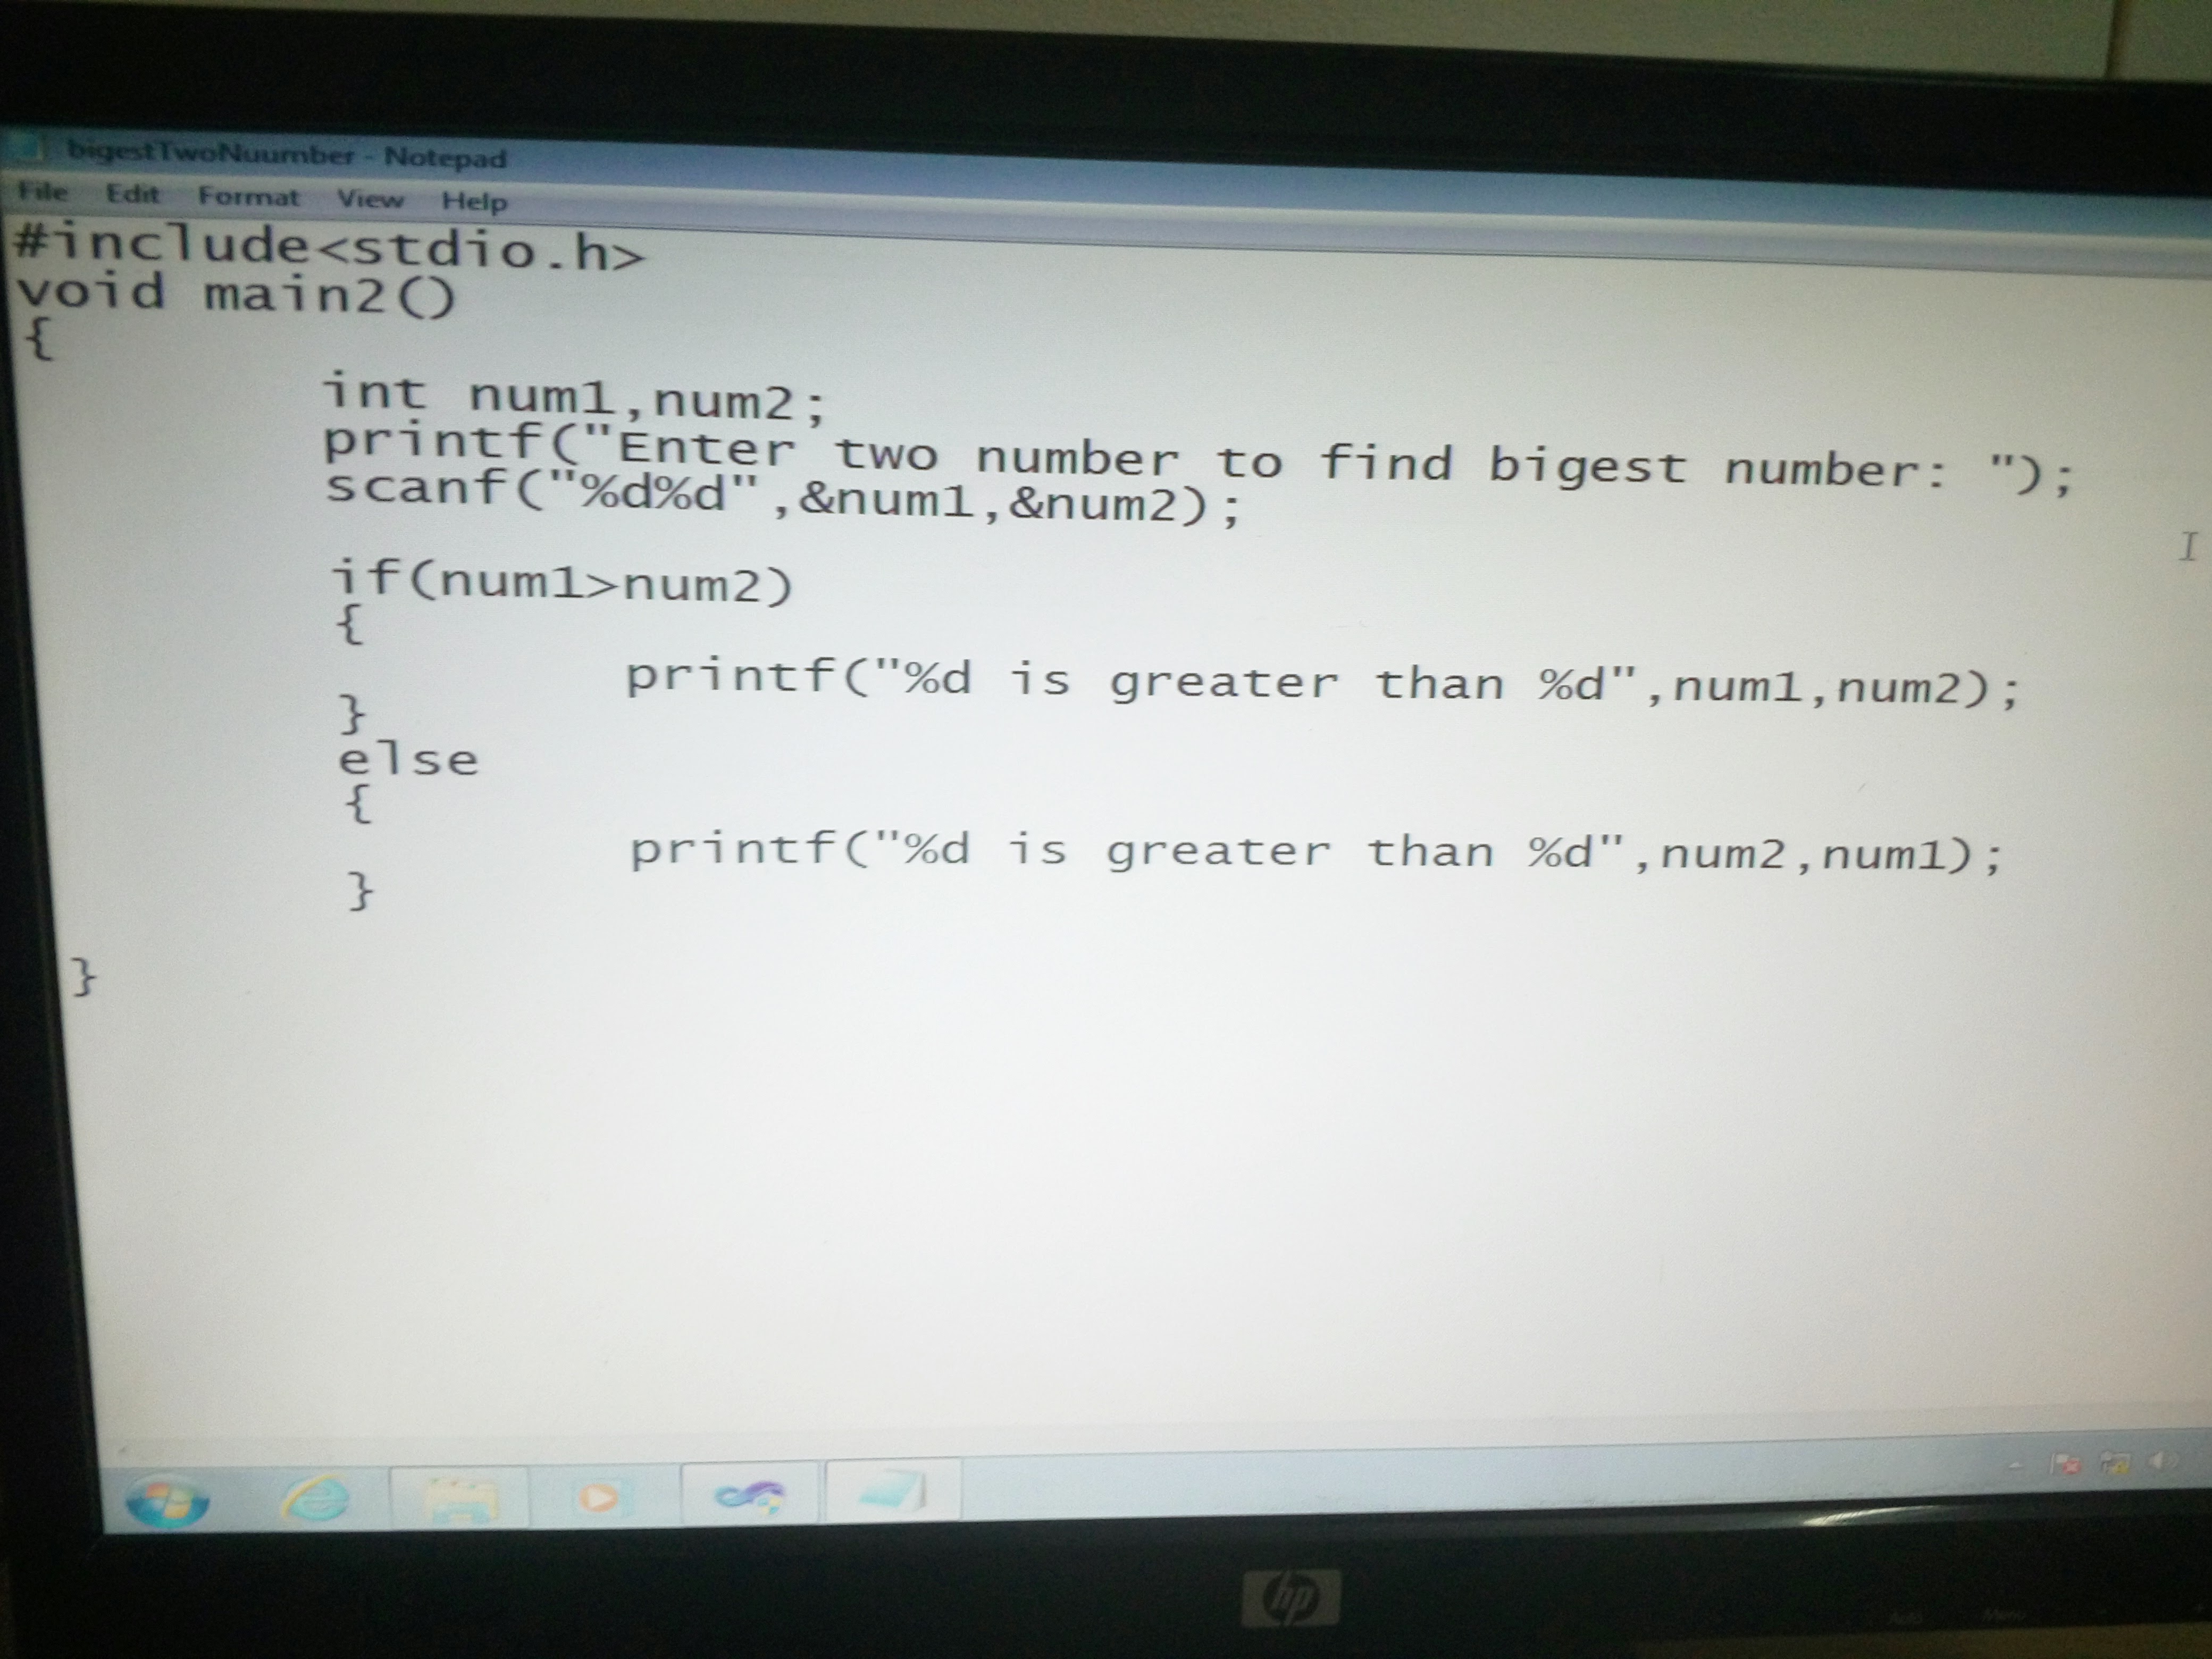 bigestTwoNuumber - Notepad
File Edit Format View Help
#include<stdio.h>
void main2()
{
int num1,num2;
printf("Enter two number to find bigest number: ");
scanf("%d%d",&num1,&num2);
if(num1>num2)
{
printf("%d is greater than %d",num1,num2);
}
else
{
printf("%d is greater than %d",num2,num1);
}
}
hp
Auto Menu